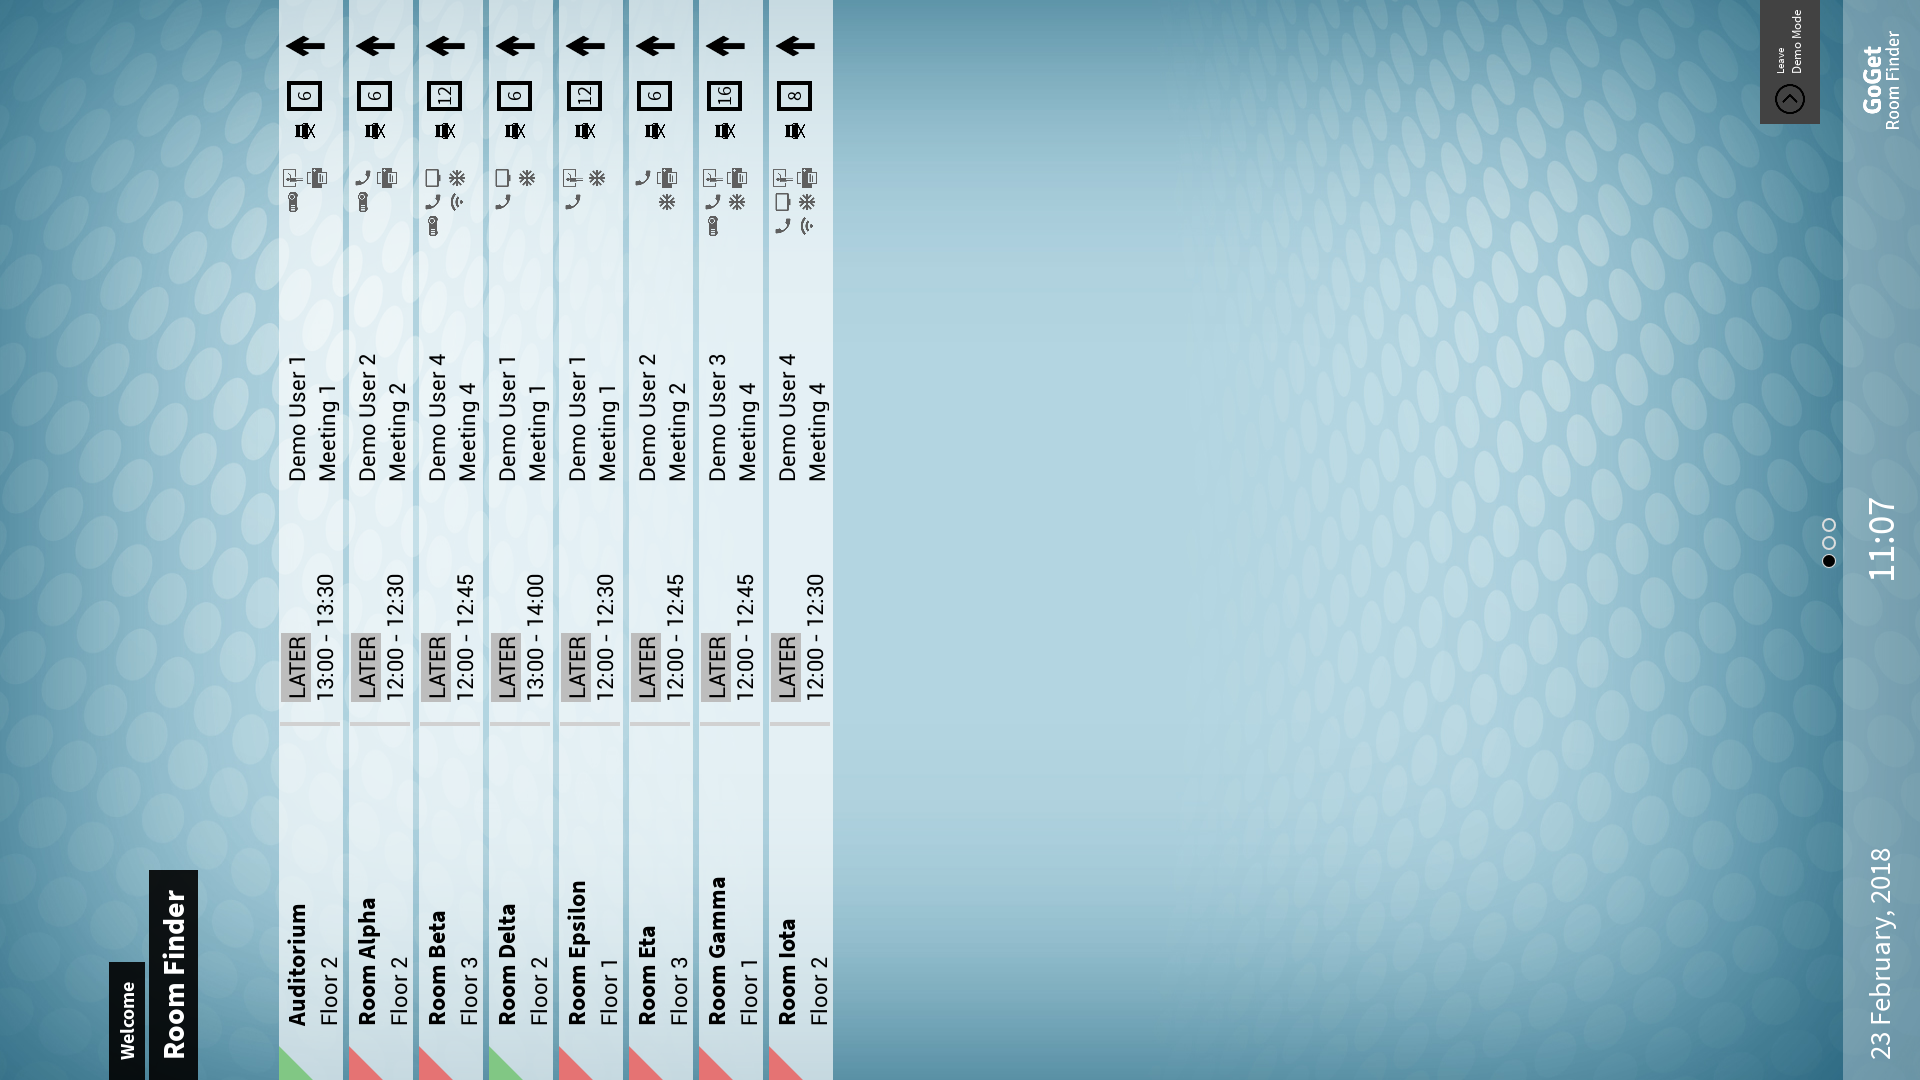 Welcome
Room Finder
Auditorium
Floor 2
LATER
13:00 - 13:30
Demo User 1
Meeting 1
6
Room Alpha
Floor 2
LATER
12:00 - 12:30
Demo User 2
Meeting 2
6
Room Beta
Floor 3
LATER
12:00 - 12:45
Demo User 4
Meeting 4
12
Room Delta
Floor 2
LATER
13:00 - 14:00
Demo User 1
Meeting 1
6
Room Epsilon
Floor 1
LATER
12:00 - 12:30
Demo User 1
Meeting 1
12
Room Eta
Floor 3
LATER
12:00 - 12:45
Demo User 2
Meeting 2
6
Room Gamma
Floor 1
LATER
12:00 - 12:45
Demo User 3
Meeting 4
16
Room Iota
Floor 2
LATER
12:00 - 12:30
Demo User 4
Meeting 4
8
Leave
Demo Mode
23 February, 2018
11:07
GoGet
Room Finder